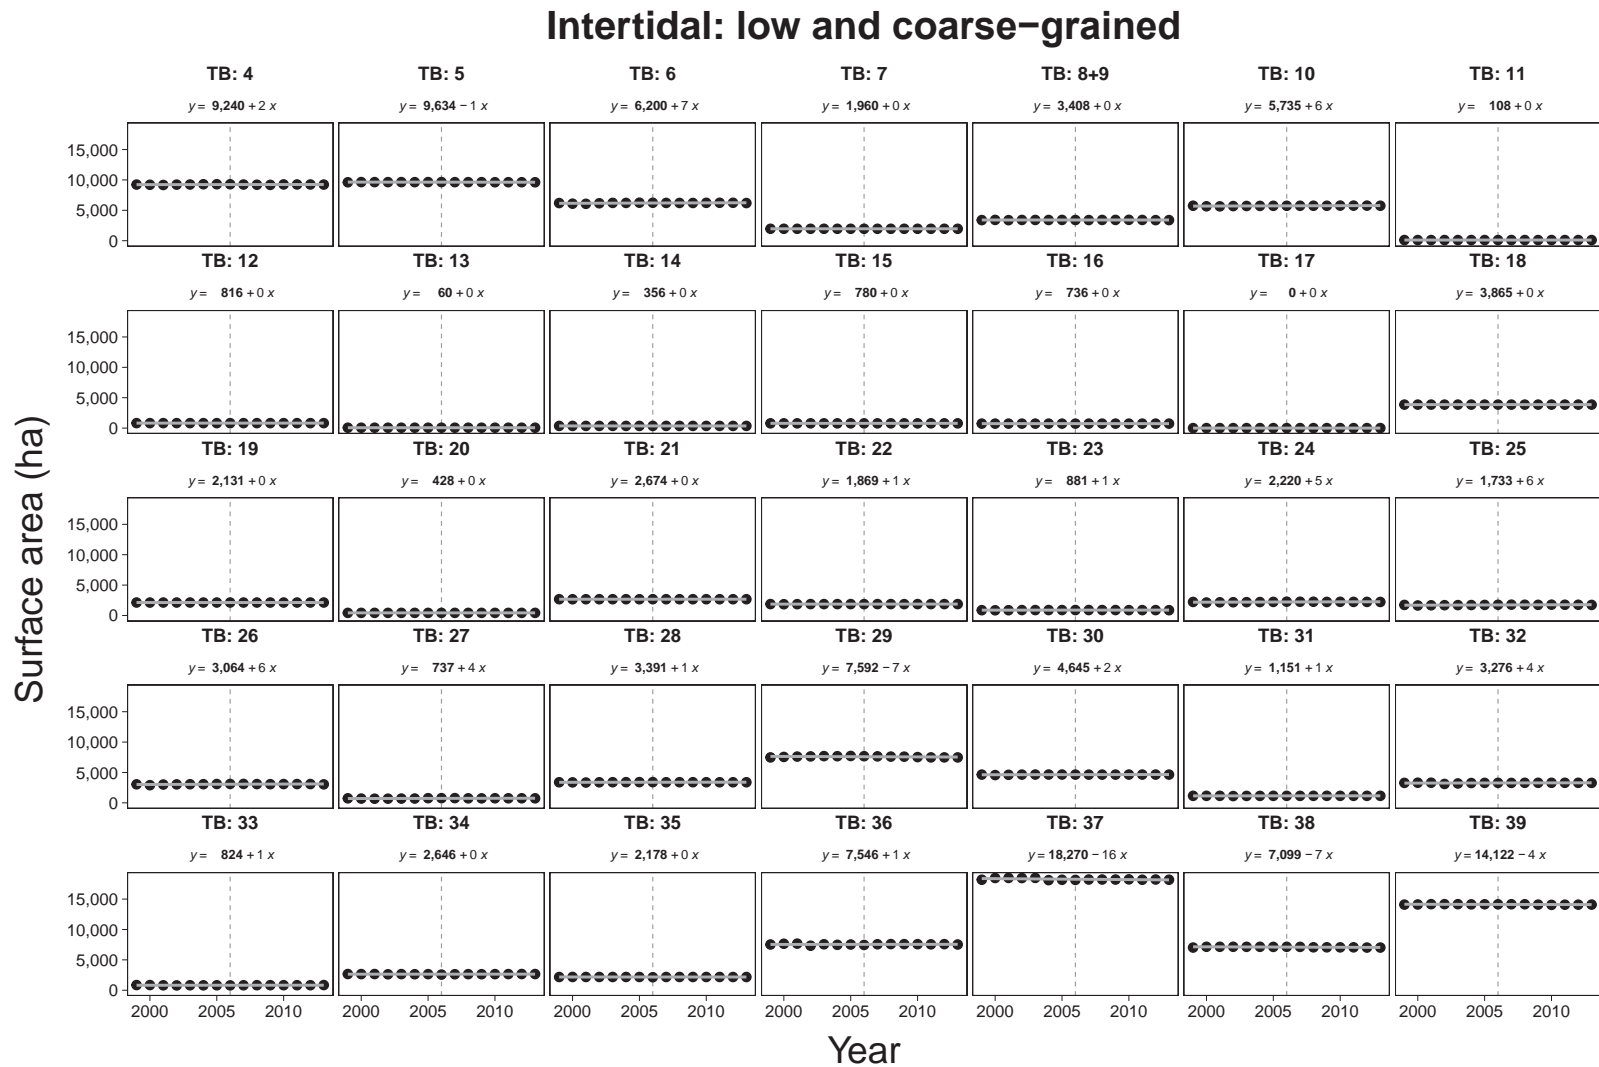 Intertidal: low and coarse−grained
TB: 4 TB: 5 TB: 6 TB: 7 TB: 8+9 TB: 10 TB: 11
y = 9,240 + 2 x y = 9,634 − 1 x y = 6,200 + 7 x y = 1,960 + 0 x y = 3,408 + 0 x y = 5,735 + 6 x y = 108 + 0 x
15,000
10,000
5,000
0
TB: 12 TB: 13 TB: 14 TB: 15 TB: 16 TB: 17 TB: 18
y = 816 + 0 x y = 60 + 0 x y = 356 + 0 x y = 780 + 0 x y = 736 + 0 x y = 0 + 0 x y = 3,865 + 0 x
15,000
10,000
5,000
0
TB: 19 TB: 20 TB: 21 TB: 22 TB: 23 TB: 24 TB: 25
y = 2,131 + 0 x y = 428 + 0 x y = 2,674 + 0 x y = 1,869 + 1 x y = 881 + 1 x y = 2,220 + 5 x y = 1,733 + 6 x
15,000
10,000
5,000
0
TB: 26 TB: 27 TB: 28 TB: 29 TB: 30 TB: 31 TB: 32
y = 3,064 + 6 x y = 737 + 4 x y = 3,391 + 1 x y = 7,592 − 7 x y = 4,645 + 2 x y = 1,151 + 1 x y = 3,276 + 4 x
15,000
10,000
5,000
0
TB: 33 TB: 34 TB: 35 TB: 36 TB: 37 TB: 38 TB: 39
y = 824 + 1 x y = 2,646 + 0 x y = 2,178 + 0 x y = 7,546 + 1 x y = 18,270 − 16 x y = 7,099 − 7 x y = 14,122 − 4 x
15,000
10,000
5,000
0
2000 2005 2010 2000 2005 2010 2000 2005 2010 2000 2005 2010 2000 2005 2010 2000 2005 2010 2000 2005 2010
Year
Surface area (ha)